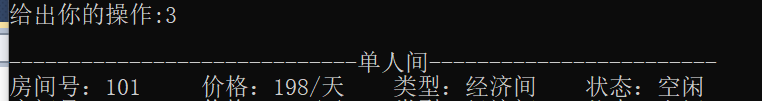 给出你的操作:3
-----------------------------单人间------------------------
房间号：101 价格：198/天 类型：经济间 状态：空闲